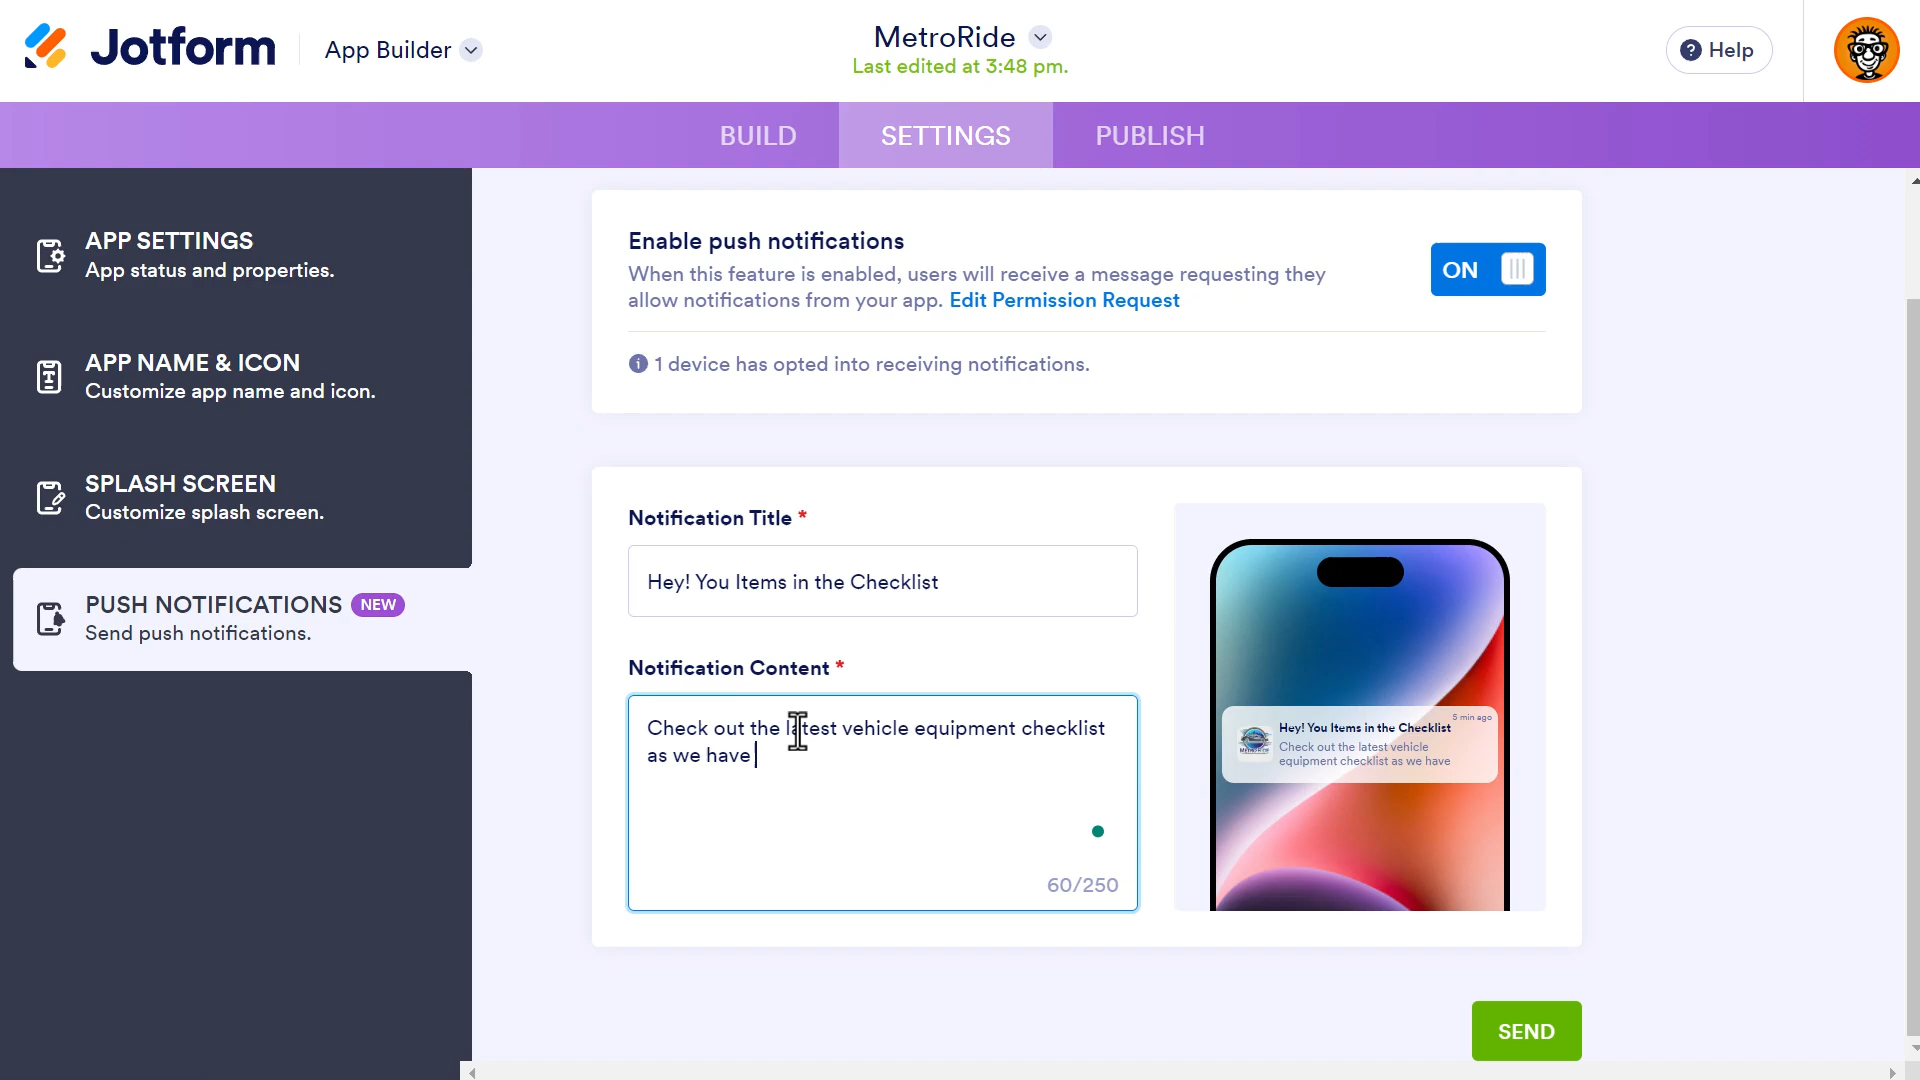 Jotform
App Builder
MetroRide
Last edited at 3:48 pm.
Help
BUILD
SETTINGS
PUBLISH
APP SETTINGS
App status and properties.
APP NAME & ICON
Customize app name and icon.
SPLASH SCREEN
Customize splash screen.
PUSH NOTIFICATIONS NEW
Send push notifications.
Enable push notifications
When this feature is enabled, users will receive a message requesting they
allow notifications from your app. Edit Permission Request
ON
1 device has opted into receiving notifications.
Notification Title *
Hey! You Items in the Checklist
Notification Content *
Check out the latest vehicle equipment checklist
as we have
60/250
5 min ago
Hey! You Items in the Checklist
Check out the latest vehicle
equipment checklist as we have
SEND